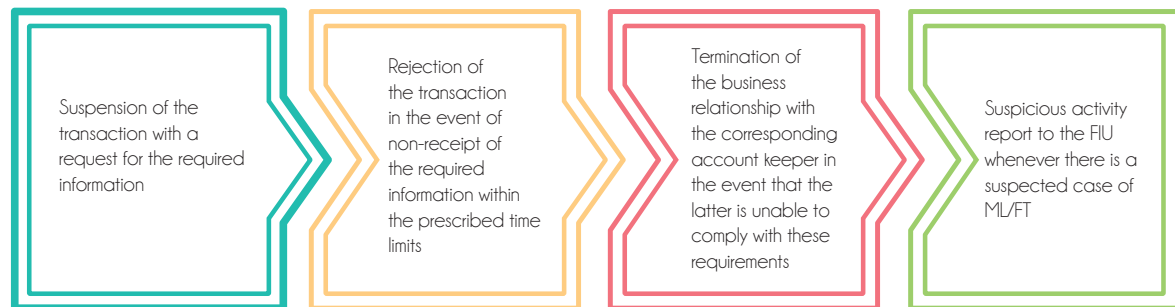 Suspension of the
transaction with a
request for the required
information
Rejection of
the transaction
in the event of
non-receipt of
the required
information within
the prescribed time
limits
Termination of
the business
relationship with
the corresponding
account keeper in
the event that the
latter is unable to
comply with these
requirements
Suspicious activity
report to the FIU
whenever there is a
suspected case of
ML/FT